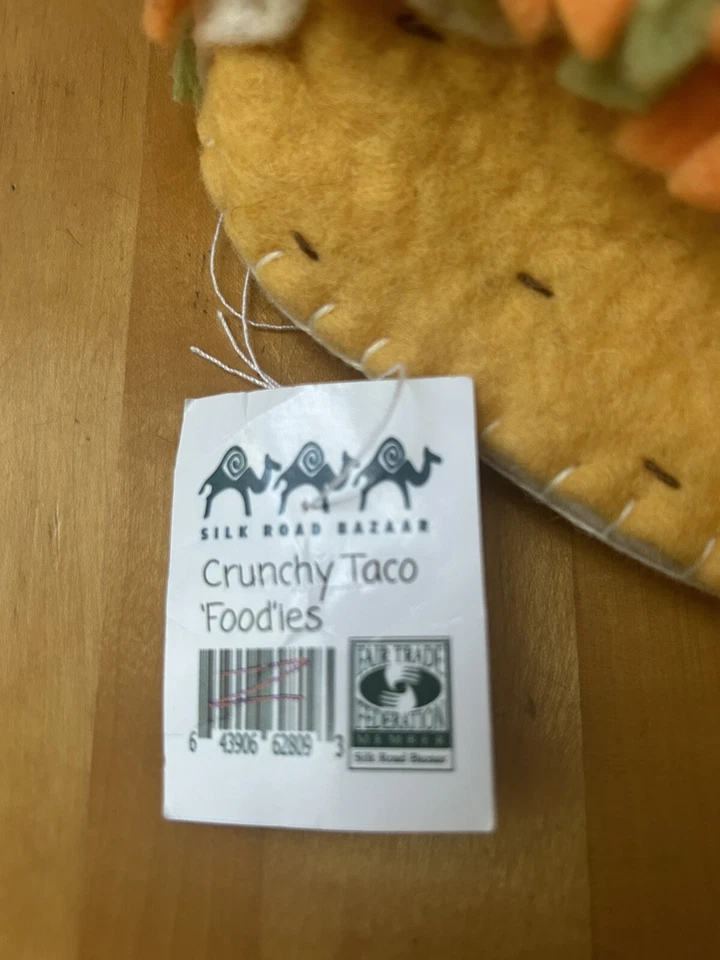 SILK ROAD BAZAAR
Crunchy Taco
'Food'ies
6 43906 62809 3
FAIR TRADE
FEDERATION
MEMBER
Silk Road Bazaar